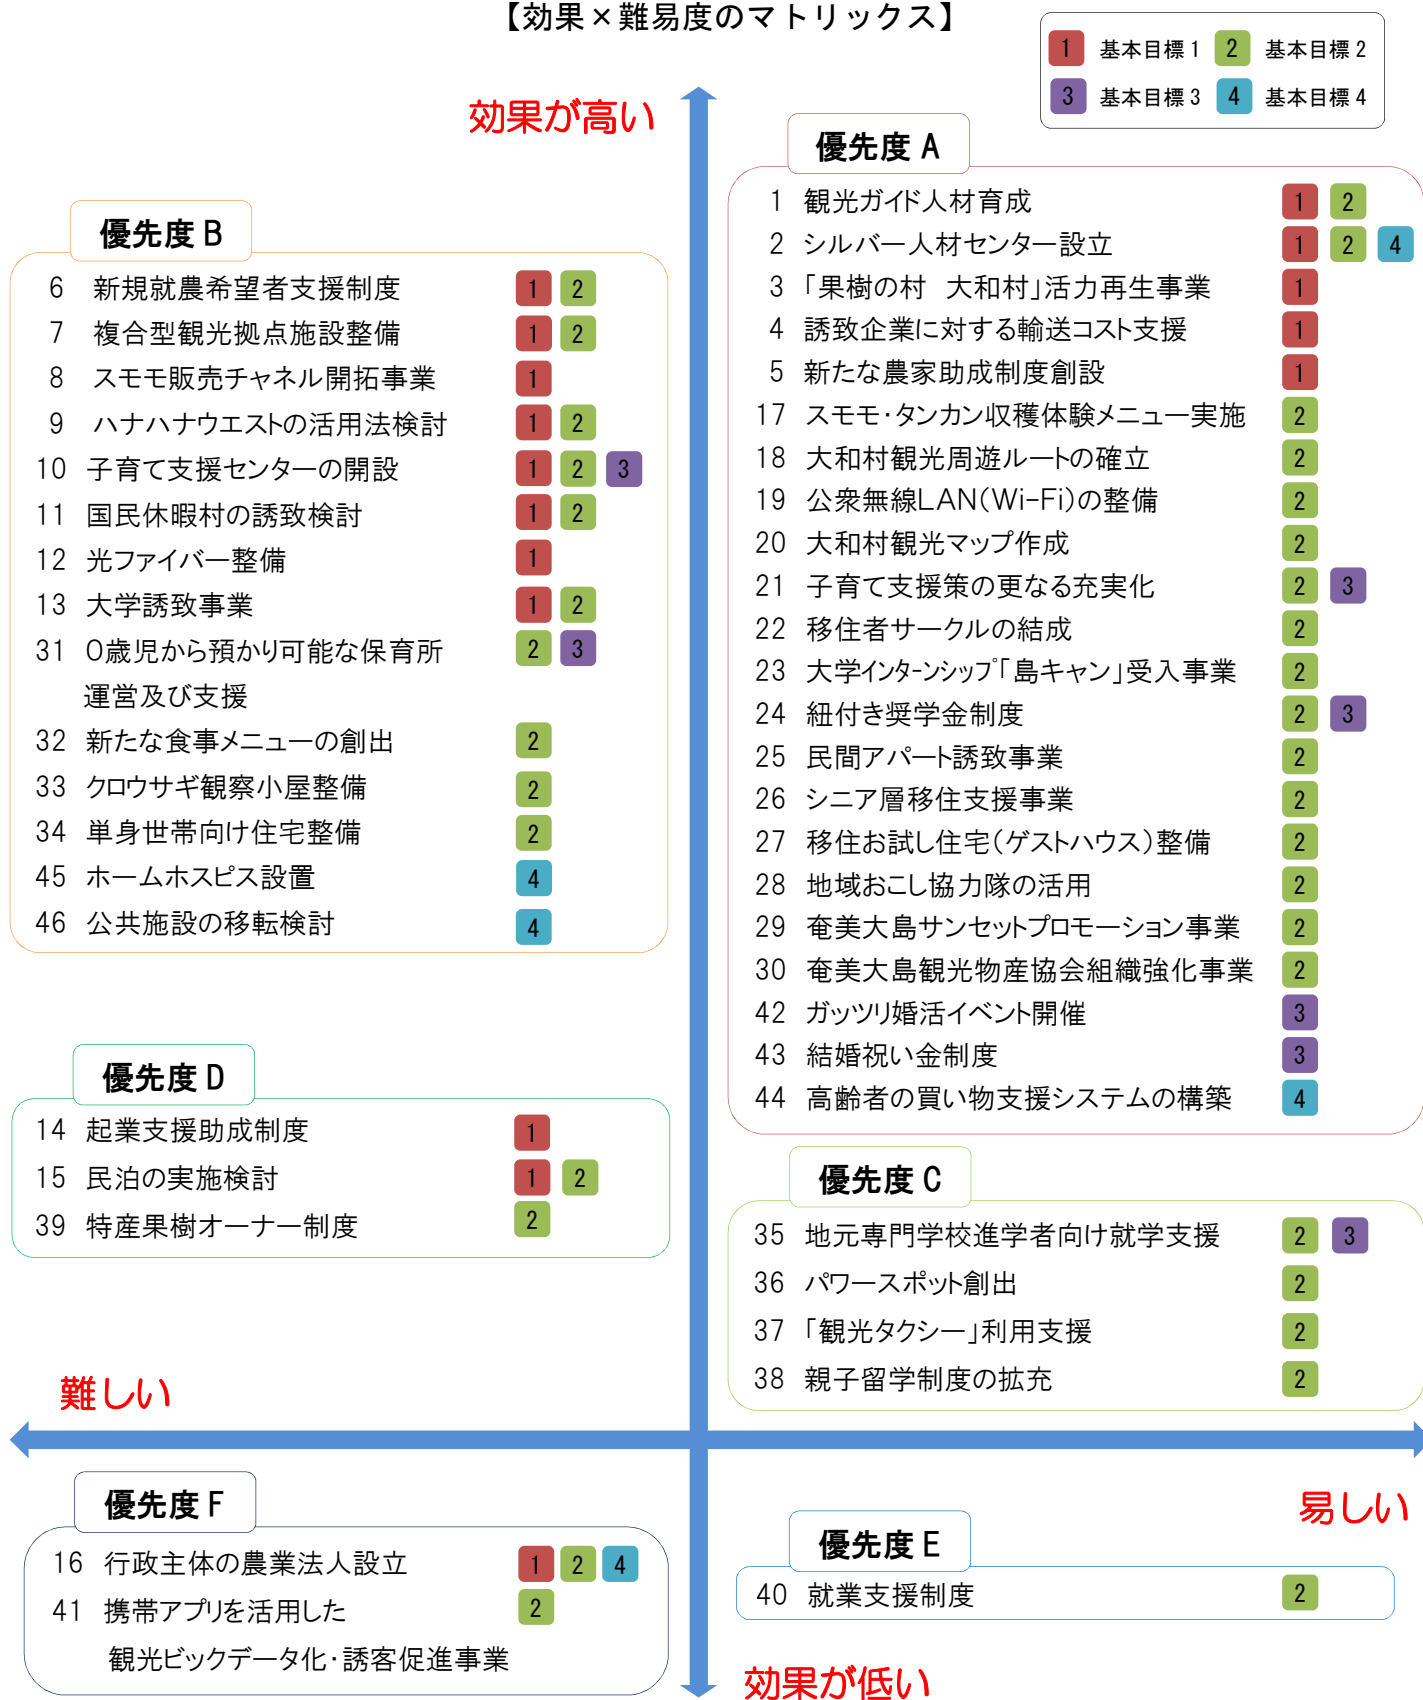 【効果×難易度のマトリックス】
1 基本目標1 2 基本目標2
3 基本目標3 4 基本目標4
効果が高い
優先度 A
1 観光ガイド人材育成 1 2
2 シルバー人材センター設立 1 2 4
3 「果樹の村 大和村」活力再生事業 1
4 誘致企業に対する輸送コスト支援 1
5 新たな農家助成制度創設 1
17 スモモ・タンカン収穫体験メニュー実施 2
18 大和村観光周遊ルートの確立 2
19 公衆無線LAN(Wi-Fi)の整備 2
20 大和村観光マップ作成 2
21 子育て支援策の更なる充実化 2 3
22 移住者サークルの結成 2
23 大学インターンシップ「島キャン」受入事業 2
24 紐付き奨学金制度 2 3
25 民間アパート誘致事業 2
26 シニア層移住支援事業 2
27 移住お試し住宅(ゲストハウス)整備 2
28 地域おこし協力隊の活用 2
29 奄美大島サンセットプロモーション事業 2
30 奄美大島観光物産協会組織強化事業 2
42 ガッツリ婚活イベント開催 3
43 結婚祝い金制度 3
44 高齢者の買い物支援システムの構築 4
優先度 B
6 新規就農希望者支援制度 1 2
7 複合型観光拠点施設整備 1 2
8 スモモ販売チャネル開拓事業 1
9 ハナハナウエストの活用法検討 1 2
10 子育て支援センターの開設 1 2 3
11 国民休暇村の誘致検討 1 2
12 光ファイバー整備 1
13 大学誘致事業 1 2
31 0歳児から預かり可能な保育所 2 3
運営及び支援
32 新たな食事メニューの創出 2
33 クロウサギ観察小屋整備 2
34 単身世帯向け住宅整備 2
45 ホームホスピス設置 4
46 公共施設の移転検討 4
優先度 D
14 起業支援助成制度 1
15 民泊の実施検討 1 2
39 特産果樹オーナー制度 2
優先度 C
35 地元専門学校進学者向け就学支援 2 3
36 パワースポット創出 2
37 「観光タクシー」利用支援 2
38 親子留学制度の拡充 2
難しい
易しい
優先度 F
16 行政主体の農業法人設立 1 2 4
41 携帯アプリを活用した 2
観光ビックデータ化・誘客促進事業
優先度 E
40 就業支援制度 2
効果が低い